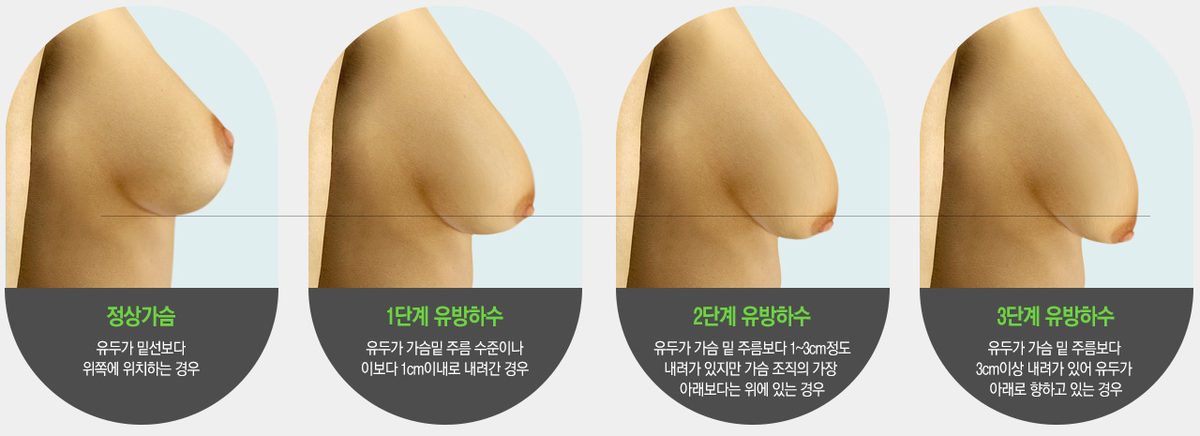 정상가슴
유두가 밑선보다
위쪽에 위치하는 경우
1단계 유방하수
유두가 가슴밑 주름 수준이나
이보다 1cm이내로 내려간 경우
2단계 유방하수
유두가 가슴 밑 주름보다 1~3cm정도
내려가 있지만 가슴 조직의 가장
아래보다는 위에 있는 경우
3단계 유방하수
유두가 가슴 밑 주름보다
3cm이상 내려가 있어 유두가
아래로 향하고 있는 경우